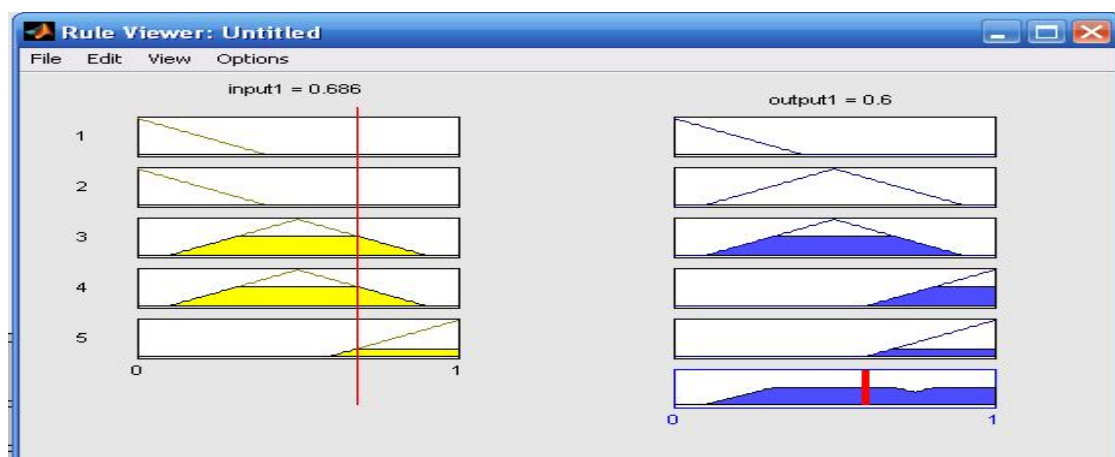 Rule Viewer: Untitled
File Edit View Options
input1 = 0.686
output1 = 0.6
1
2
3
4
5
0 1
0 1